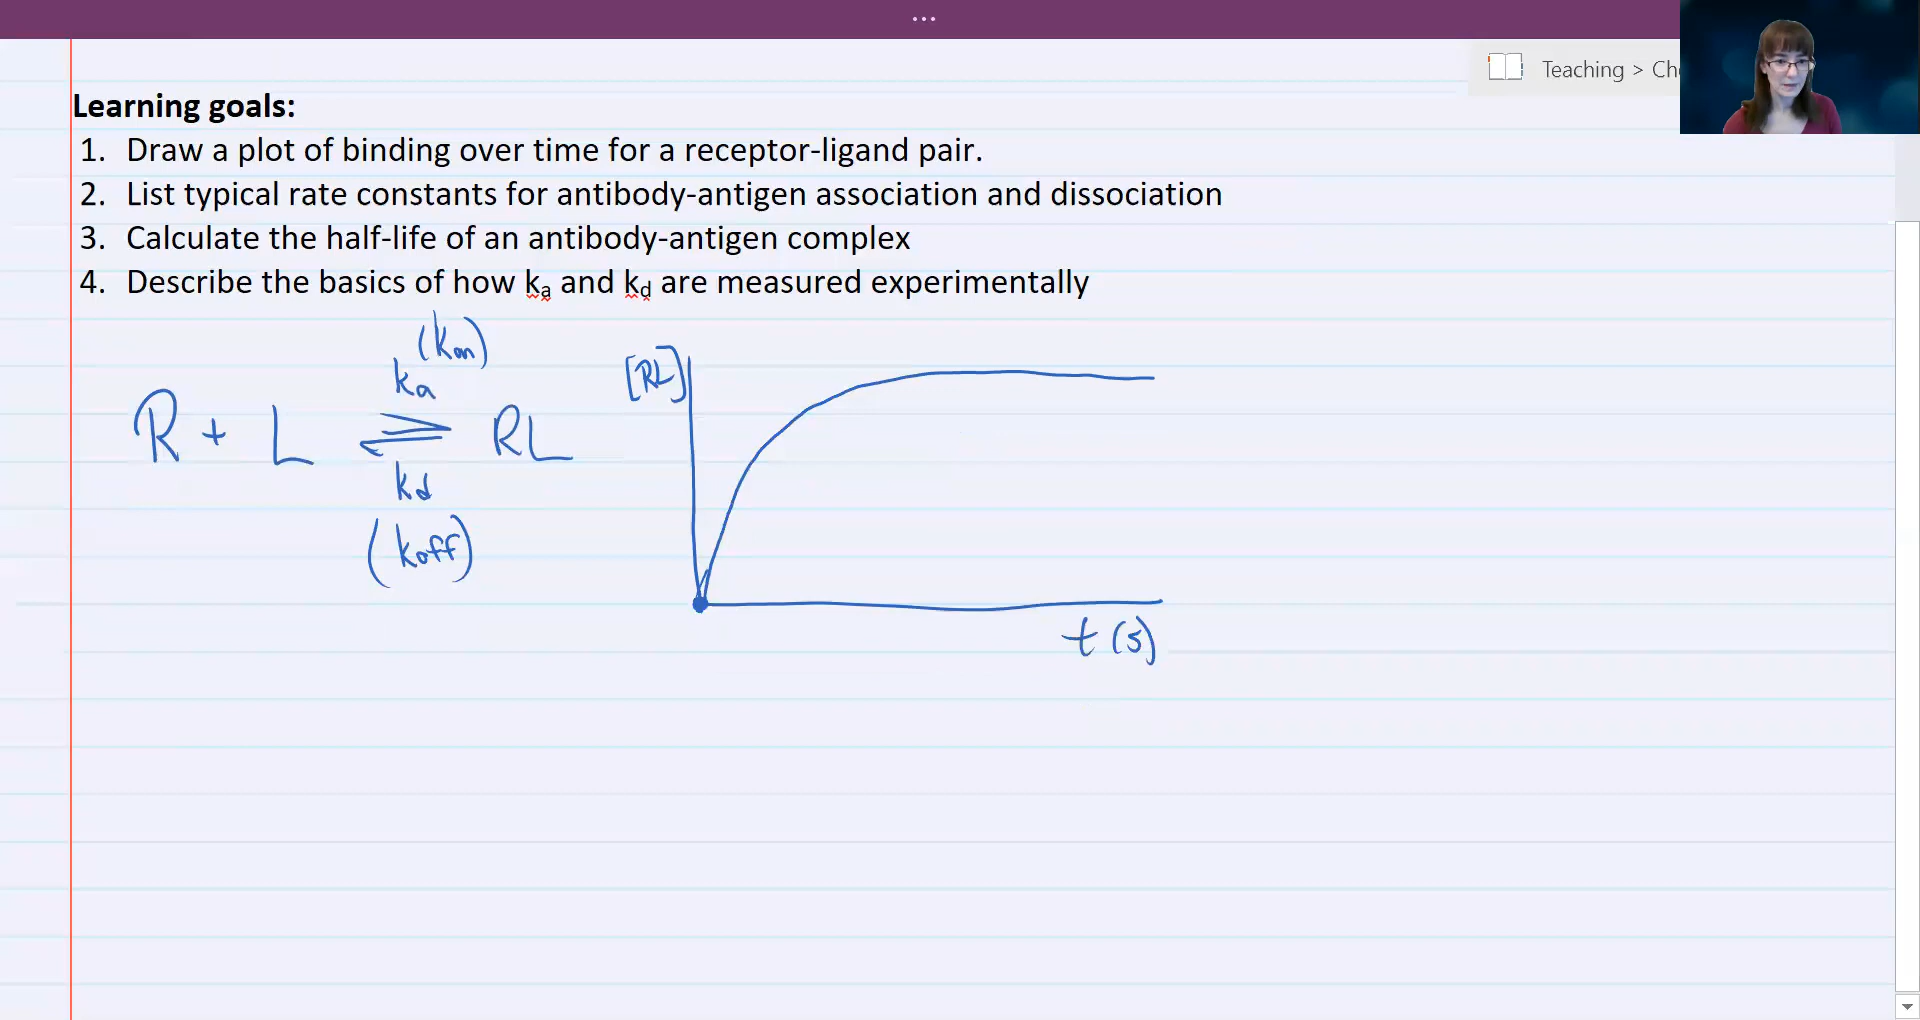 ...
Teaching > Ch
Learning goals:
1. Draw a plot of binding over time for a receptor-ligand pair.
2. List typical rate constants for antibody-antigen association and dissociation
3. Calculate the half-life of an antibody-antigen complex
4. Describe the basics of how ka and kd are measured experimentally
(kon)
ka
R + L ⇌ RL
kd
(koff)
[RL]
t (s)